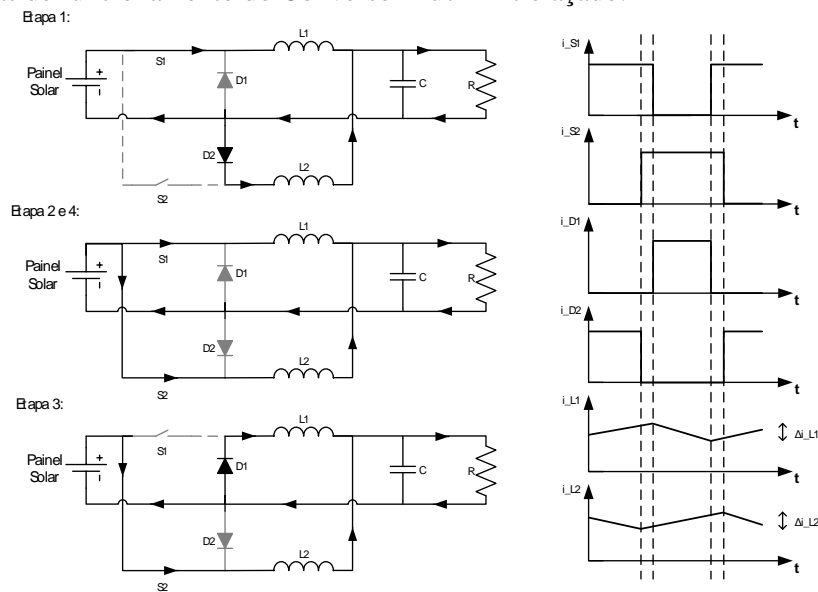 Etapa 1:
L1
S1
Painel
Solar
+
D1
C
R
D2
L2
S2
Etapa 2 e 4:
L1
S1
Painel
Solar
+
D1
C
R
D2
L2
S2
Etapa 3:
L1
S1
Painel
Solar
+
D1
C
R
D2
L2
S2
i_S1
t
i_S2
t
i_D1
t
i_D2
t
i_L1
Δi_L1
t
i_L2
Δi_L2
t